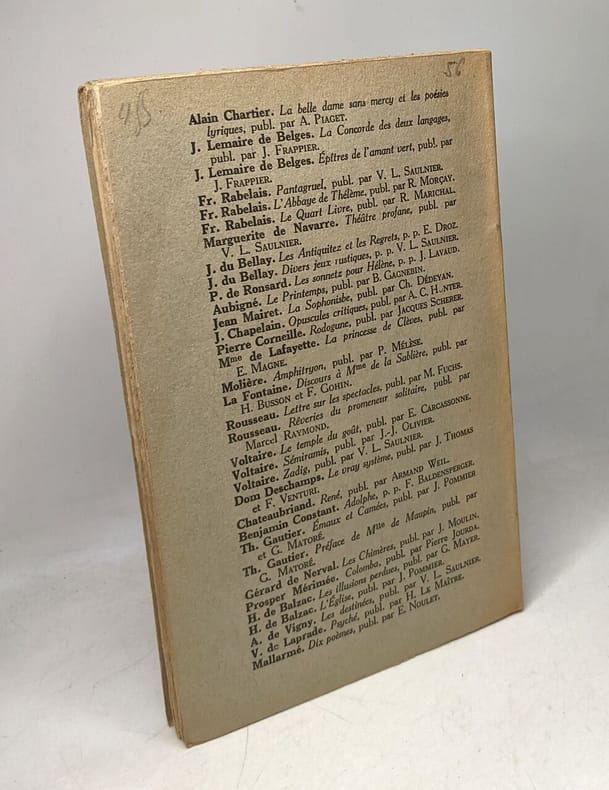 455
56
Alain Chartier. La belle dame sans mercy et les poésies
lyriques, publ. par A. PIAGET.
J. Lemaire de Belges. La Concorde des deux langages,
publ. par J. FRAPPIER.
J. Lemaire de Belges. Épîtres de l'amant vert, publ. par
J. FRAPPIER.
Fr. Rabelais. Pantagruel, publ. par V. L. SAULNIER.
Fr. Rabelais. L'Abbaye de Thélème, publ. par R. MORÇAY.
Fr. Rabelais. Le Quart Livre, publ. par R. MARICHAL.
Marguerite de Navarre. Théâtre profane, publ. par
V. L. SAULNIER.
J. du Bellay. Les Antiquitez et les Regrets, p. p. E. DROZ.
J. du Bellay. Divers jeux rustiques, p. p. V. L. SAULNIER.
P. de Ronsard. Les sonnetz pour Hélène, p. p. J. LAVAUD.
Aubigné. Le Printemps, publ. par B. GAGNEBIN.
Jean Mairet. La Sophonisbe, publ. par Ch. DÉDEYAN.
J. Chapelain. Opuscules critiques, publ. par A. C. H.NTER.
Pierre Corneille. Rodogune, publ. par JACQUES SCHERER.
Mme de Lafayette. La princesse de Clèves, publ. par
E. MAGNE.
Molière. Amphitryon, publ. par P. MÉLÈSE.
La Fontaine. Discours à Mme de la Sablière, publ. par
H. BUSSON et F. GOHIN.
Rousseau. Lettre sur les spectacles, publ. par M. FUCHS.
Rousseau. Rêveries du promeneur solitaire, publ. par
Marcel RAYMOND.
Voltaire. Le temple du goût, publ. par E. CARCASSONNE.
Voltaire. Sémiramis, publ. par J.-J. OLIVIER.
Voltaire. Zadig, publ. par V. L. SAULNIER.
Dom Deschamps. Le vray système, publ. par J. THOMAS
et F. VENTURI.
Chateaubriand. René, publ. par ARMAND WEIL.
Benjamin Constant. Adolphe, p. p. F. BALDENSPERGER.
Th. Gautier. Émaux et Camées, publ. par J. POMMIER
et G. MATORÉ.
Th. Gautier. Préface de Mlle de Maupin, publ. par
G. MATORÉ.
Gérard de Nerval. Les Chimères, publ. par J. MOULIN.
Prosper Mérimée. Colomba, publ. par Pierre JOURDA.
H. de Balzac. Les illusions perdues, publ. par G. MAYER.
H. de Balzac. L'Église, publ. par J. POMMIER.
A. de Vigny. Les destinées, publ. par V. L. SAULNIER.
V. de Laprade. Psyché, publ. par H. LE MAÎTRE.
Mallarmé. Dix poèmes, publ. par E. NOULET.